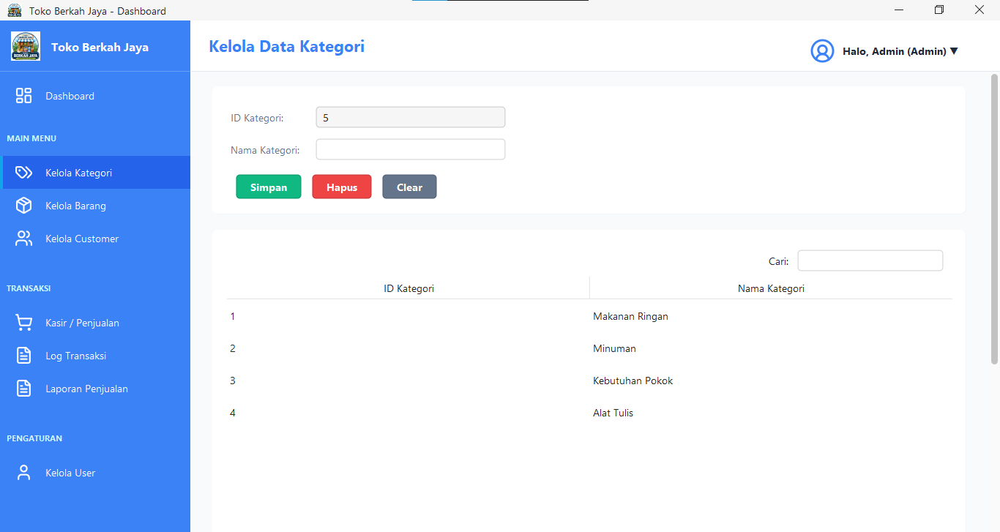 Toko Berkah Jaya - Dashboard
BERKAH JAYA
Toko Berkah Jaya
Kelola Data Kategori
Halo, Admin (Admin) ▼
Dashboard
MAIN MENU
Kelola Kategori
Kelola Barang
Kelola Customer
TRANSAKSI
Kasir / Penjualan
Log Transaksi
Laporan Penjualan
PENGATURAN
Kelola User
ID Kategori: 5
Nama Kategori:
Simpan Hapus Clear
Cari:
ID Kategori Nama Kategori
1 Makanan Ringan
2 Minuman
3 Kebutuhan Pokok
4 Alat Tulis